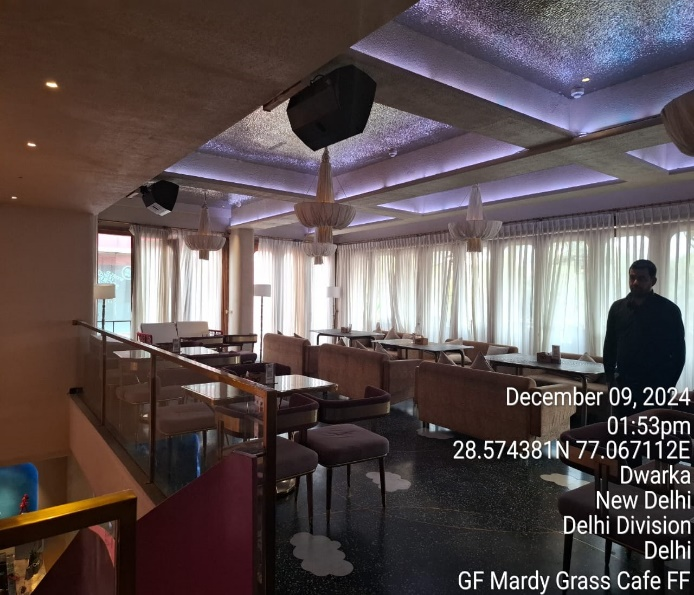 December 09, 2024
01:53pm
28.574381N 77.067112E
Dwarka
New Delhi
Delhi Division
Delhi
GF Mardy Grass Cafe FF